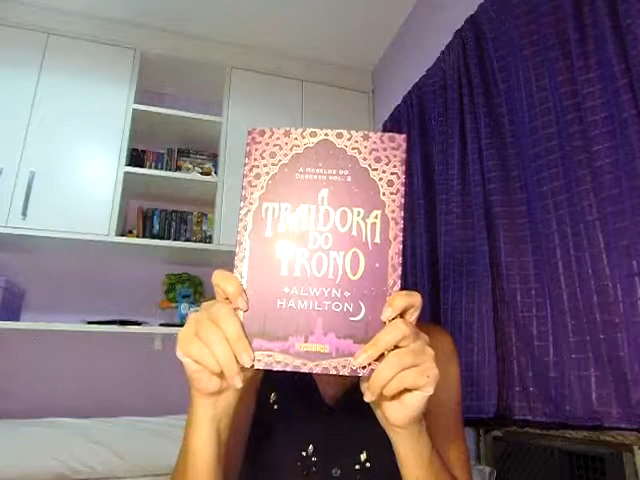 A REBELDE DO
DESERTO VOL. 2
A
TRAIDORA
DO
TRONO
ALWYN
HAMILTON